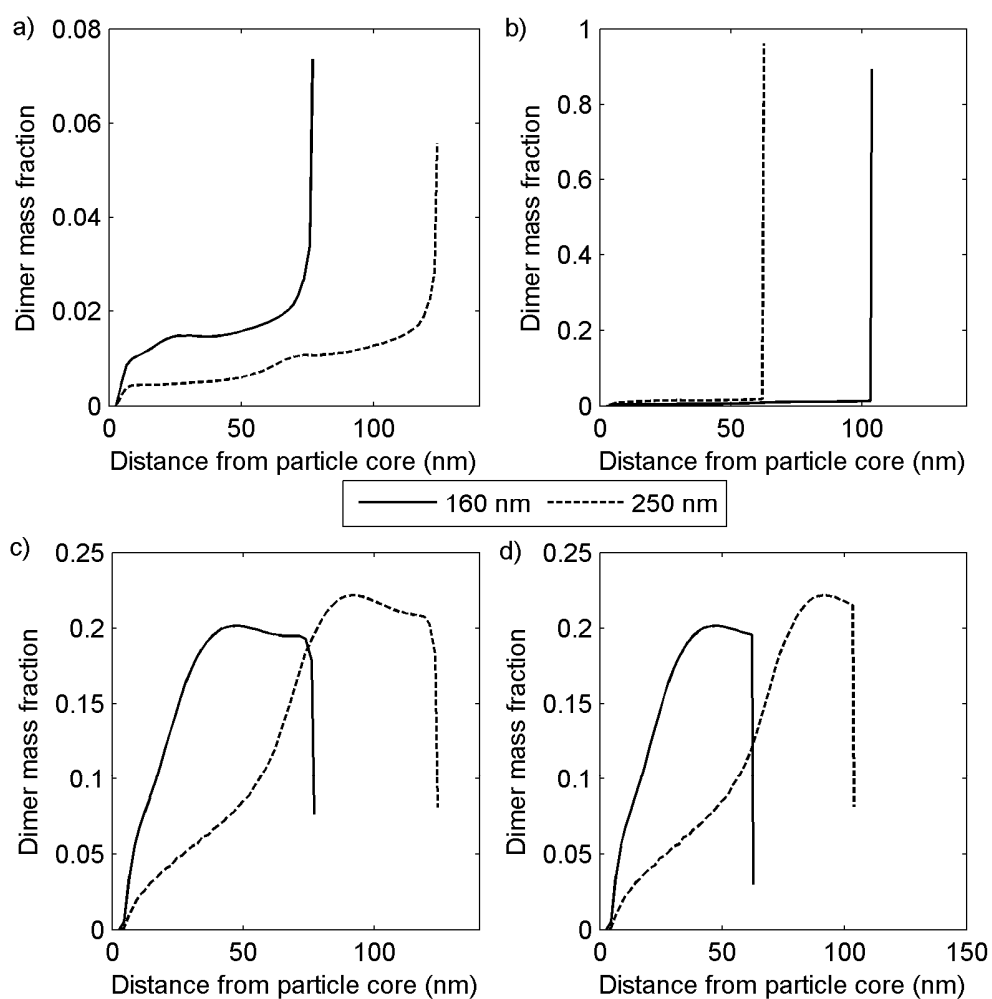 a)
0.08
0.06
0.04
0.02
0
Dimer mass fraction
0 50 100
Distance from particle core (nm)
b)
1
0.8
0.6
0.4
0.2
0
Dimer mass fraction
0 50 100
Distance from particle core (nm)
160 nm 250 nm
c)
0.25
0.2
0.15
0.1
0.05
0
Dimer mass fraction
0 50 100
Distance from particle core (nm)
d)
0.25
0.2
0.15
0.1
0.05
0
Dimer mass fraction
0 50 100 150
Distance from particle core (nm)